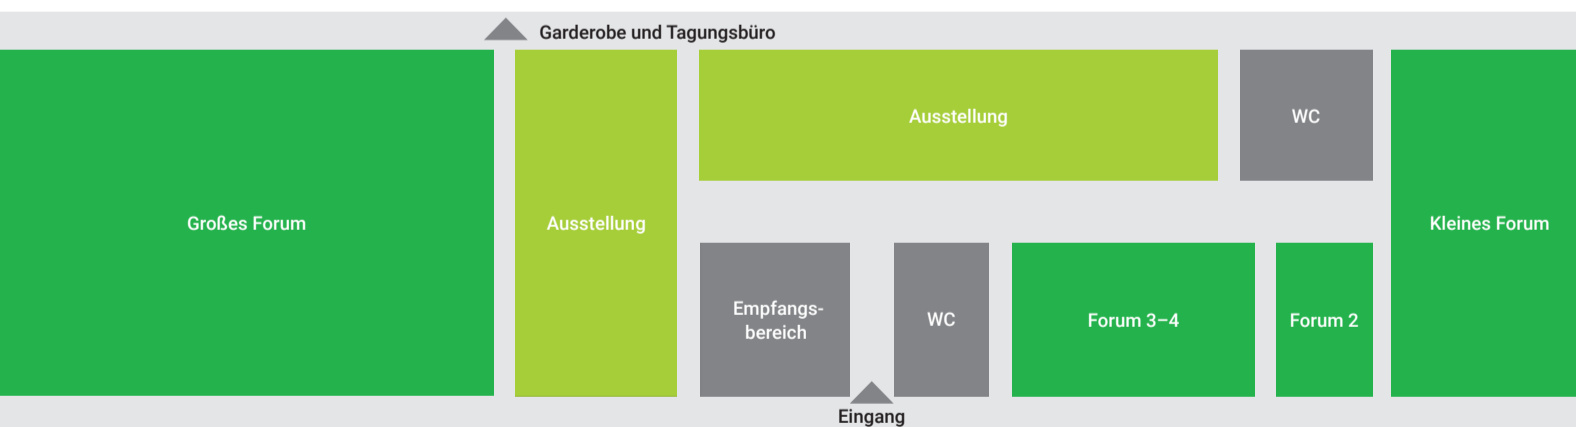 Garderobe und Tagungsbüro
Ausstellung
WC
Großes Forum
Ausstellung
Kleines Forum
Empfangs-
bereich
WC
Forum 3–4
Forum 2
Eingang